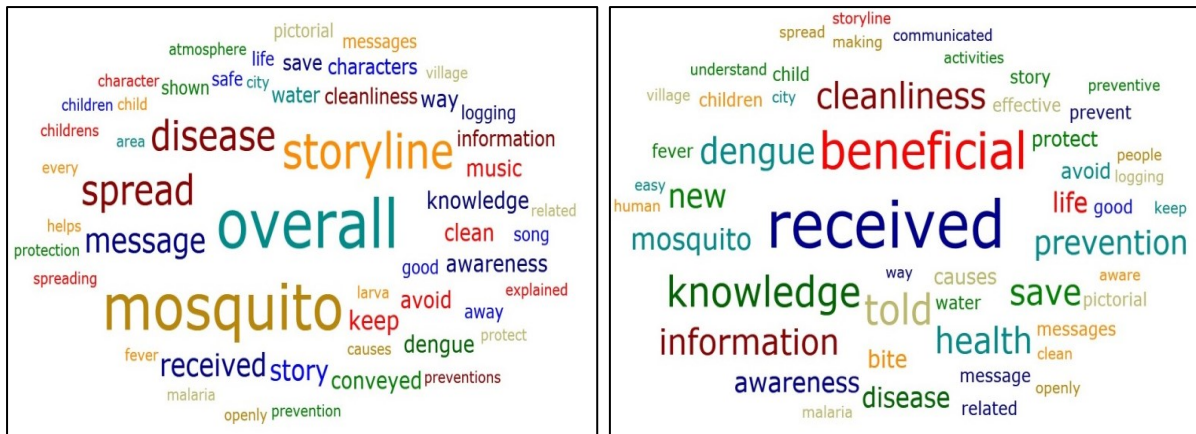 pictorial
atmosphere life save messages
character shown safe city characters village
children child water cleanliness way
childrens disease storyline logging
area information
every spread music
overall knowledge related
helps message clean song
protection good awareness
spreading mosquito larva avoid explained
keep away
causes dengue protect
fever received story conveyed preventions
malaria
openly prevention
storyline
spread making communicated
activities
understand child story preventive
village children city cleanliness effective prevent
fever dengue beneficial protect
people
easy new avoid logging
human received life good keep
mosquito prevention
way causes aware
knowledge told water save pictorial
information health messages
bite clean
awareness message openly
malaria disease related